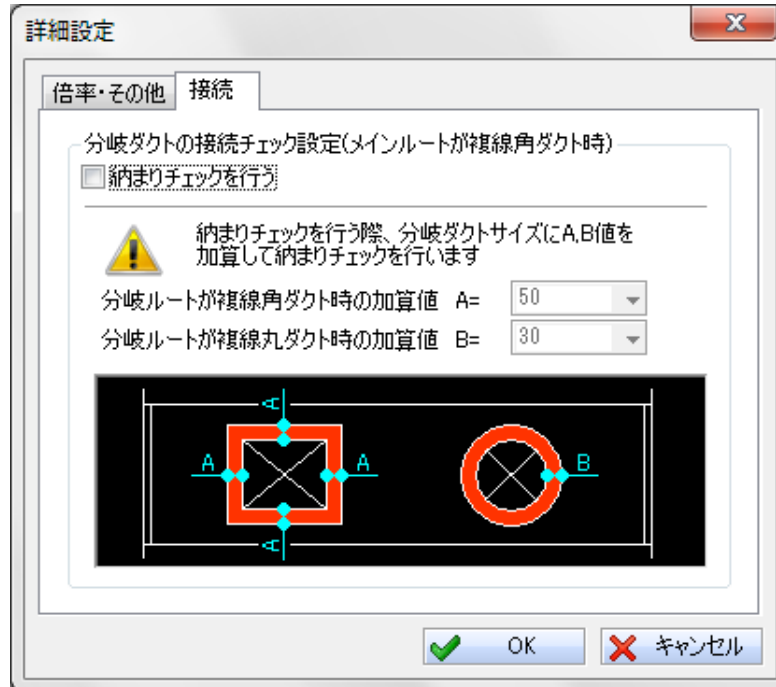 詳細設定
倍率・その他 接続
分岐ダクトの接続チェック設定(メインルートが複線角ダクト時)
納まりチェックを行う
納まりチェックを行う際、分岐ダクトサイズにA,B値を
加算して納まりチェックを行います
分岐ルートが複線角ダクト時の加算値 A= 50
分岐ルートが複線丸ダクト時の加算値 B= 30
A
A A B
A
OK キャンセル